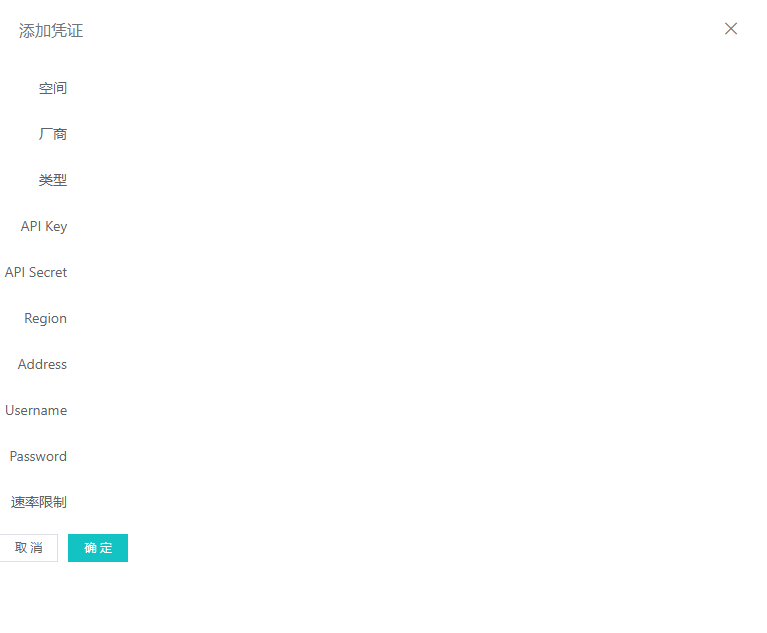 添加凭证
空间
厂商
类型
API Key
API Secret
Region
Address
Username
Password
速率限制
取消 确定